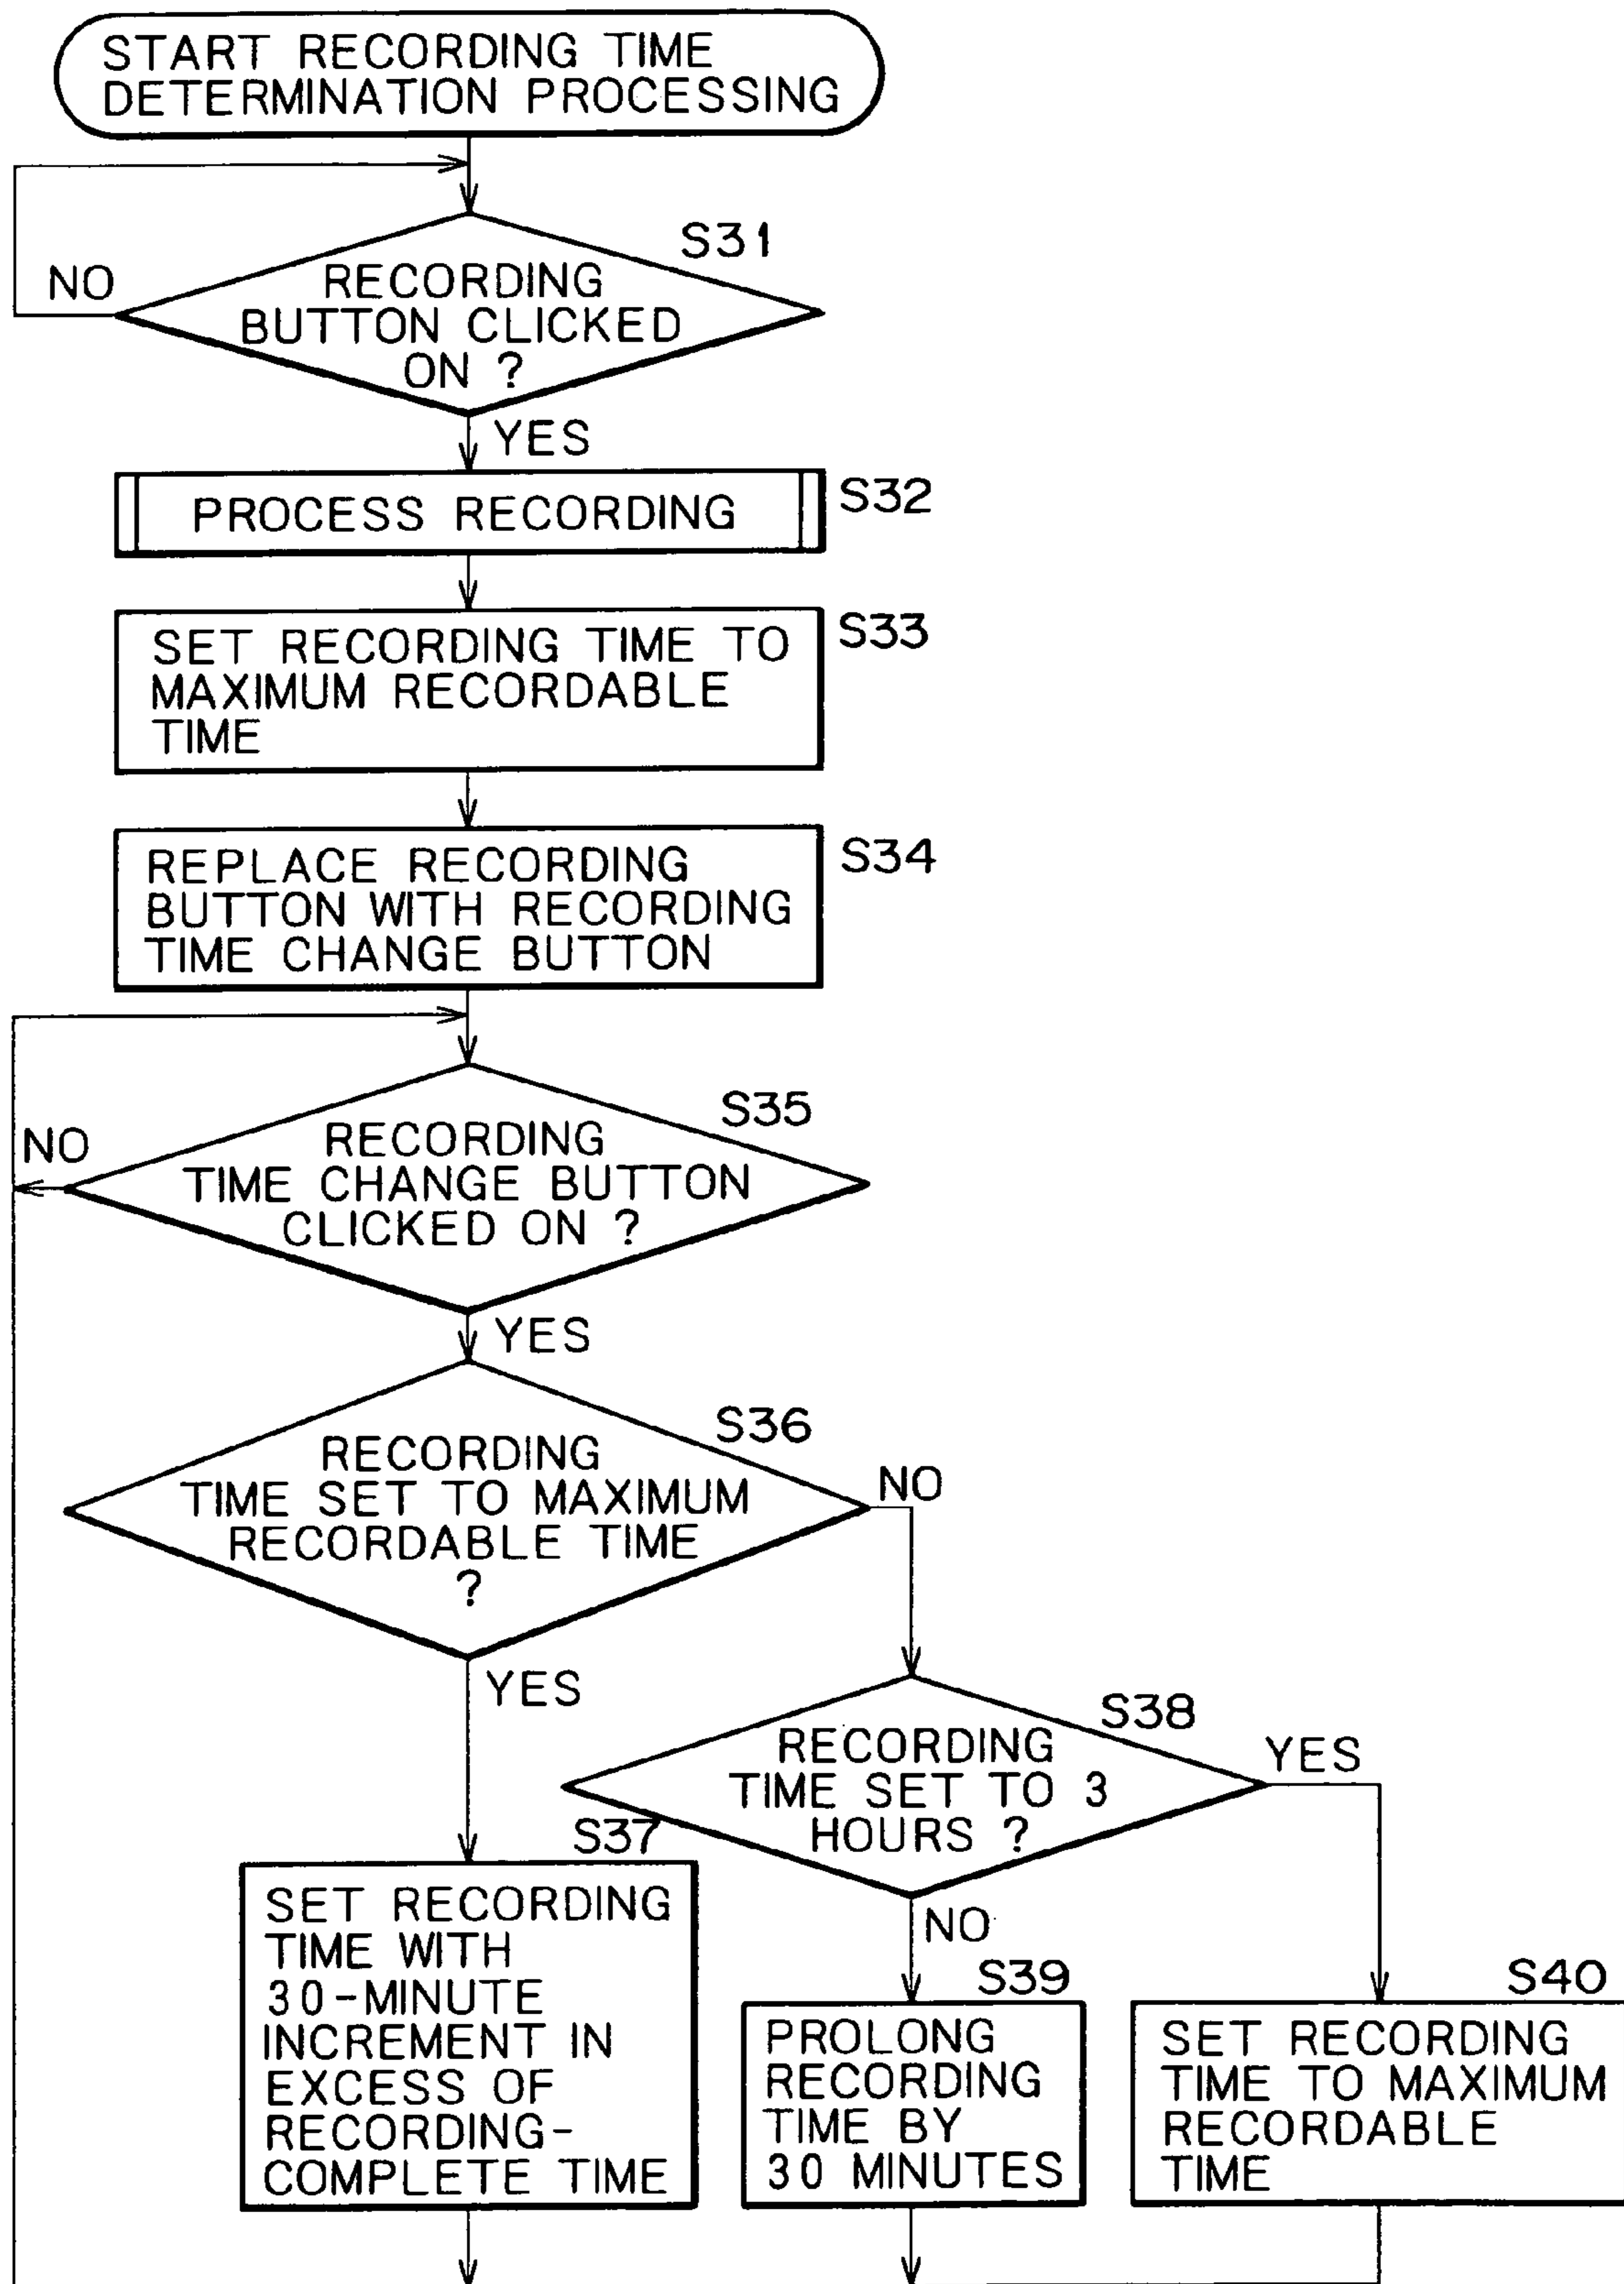 START RECORDING TIME
DETERMINATION PROCESSING
S31
NO
RECORDING
BUTTON CLICKED
ON ?
YES
PROCESS RECORDING
S32
SET RECORDING TIME TO
MAXIMUM RECORDABLE
TIME
S33
REPLACE RECORDING
BUTTON WITH RECORDING
TIME CHANGE BUTTON
S34
S35
NO
RECORDING
TIME CHANGE BUTTON
CLICKED ON ?
YES
S36
RECORDING
TIME SET TO MAXIMUM
RECORDABLE TIME
?
NO
YES
S38
RECORDING
TIME SET TO 3
HOURS ?
YES
NO
S37
SET RECORDING
TIME WITH
30-MINUTE
INCREMENT IN
EXCESS OF
RECORDING-
COMPLETE TIME
S39
PROLONG
RECORDING
TIME BY
30 MINUTES
S40
SET RECORDING
TIME TO MAXIMUM
RECORDABLE
TIME